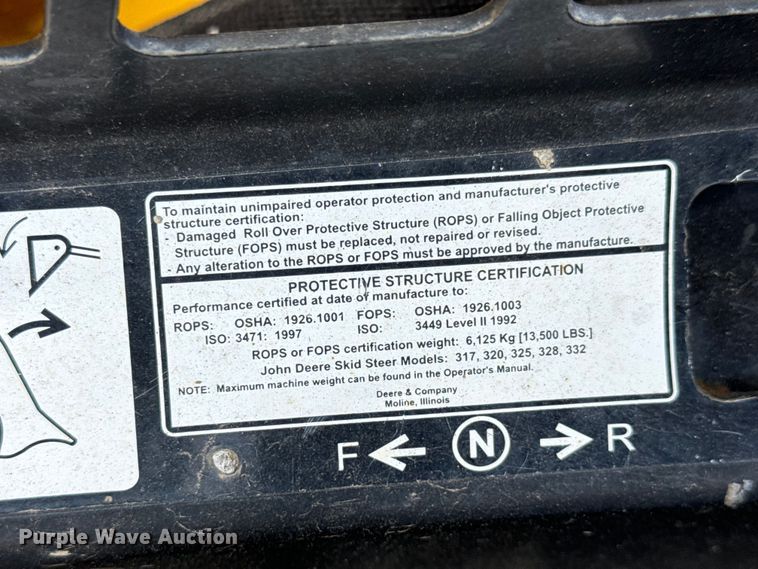 To maintain unimpaired operator protection and manufacturer's protective
structure certification:
- Damaged Roll Over Protective Structure (ROPS) or Falling Object Protective
Structure (FOPS) must be replaced, not repaired or revised.
- Any alteration to the ROPS or FOPS must be approved by the manufacture.
PROTECTIVE STRUCTURE CERTIFICATION
Performance certified at date of manufacture to:
ROPS: OSHA: 1926.1001 FOPS: OSHA: 1926.1003
ISO: 3471: 1997 ISO: 3449 Level II 1992
ROPS or FOPS certification weight: 6,125 Kg [13,500 LBS.]
John Deere Skid Steer Models: 317, 320, 325, 328, 332
NOTE: Maximum machine weight can be found in the Operator's Manual.
Deere & Company
Moline, Illinois
F ← N → R
Purple Wave Auction